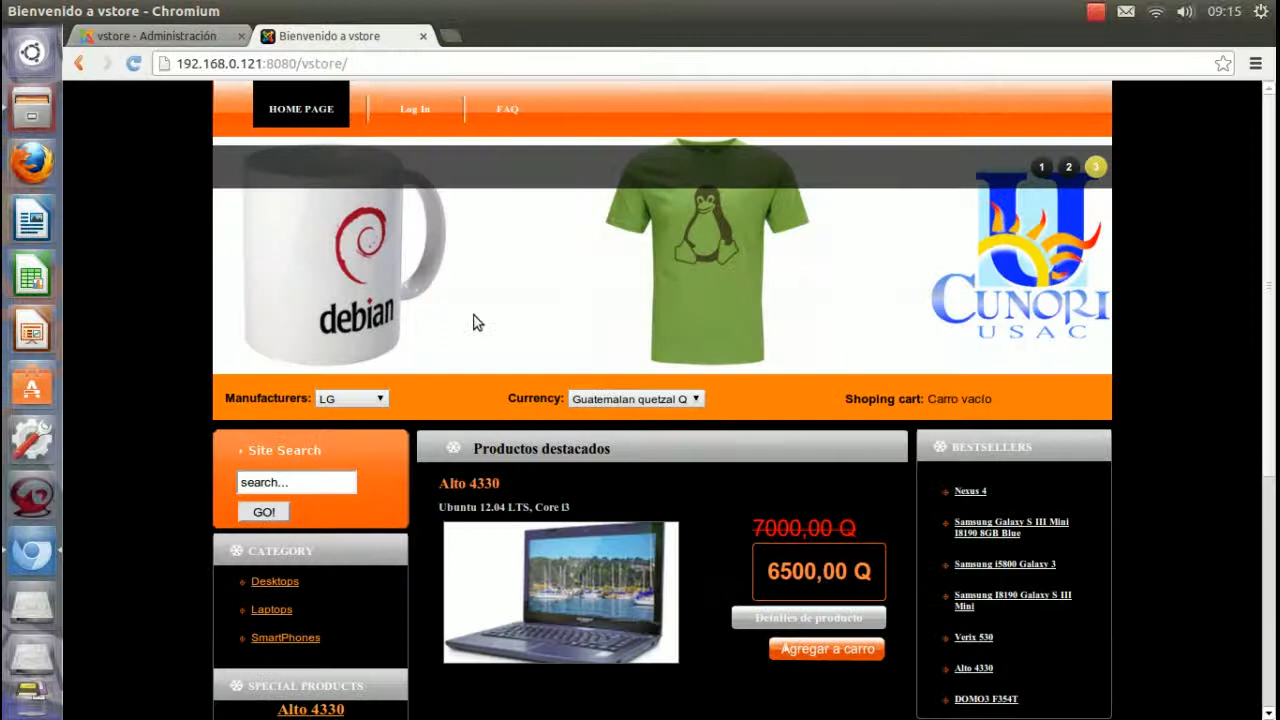 Bienvenido a vstore - Chromium
09:15
vstore - Administración
Bienvenido a vstore
192.168.0.121:8080/vstore/
HOME PAGE
Log In
FAQ
1 2 3
debian
CUNORI
USAC
Manufacturers: LG
Currency: Guatemalan quetzal Q
Shoping cart: Carro vacío
Site Search
search...
GO!
CATEGORY
Desktops
Laptops
SmartPhones
SPECIAL PRODUCTS
Alto 4330
Productos destacados
Alto 4330
Ubuntu 12.04 LTS, Core i3
7000,00 Q
6500,00 Q
Detalles de producto
Agregar a carro
BESTSELLERS
Nexus 4
Samsung Galaxy S III Mini
I8190 8GB Blue
Samsung i5800 Galaxy 3
Samsung I8190 Galaxy S III
Mini
Verix 530
Alto 4330
DOMO3 F354T